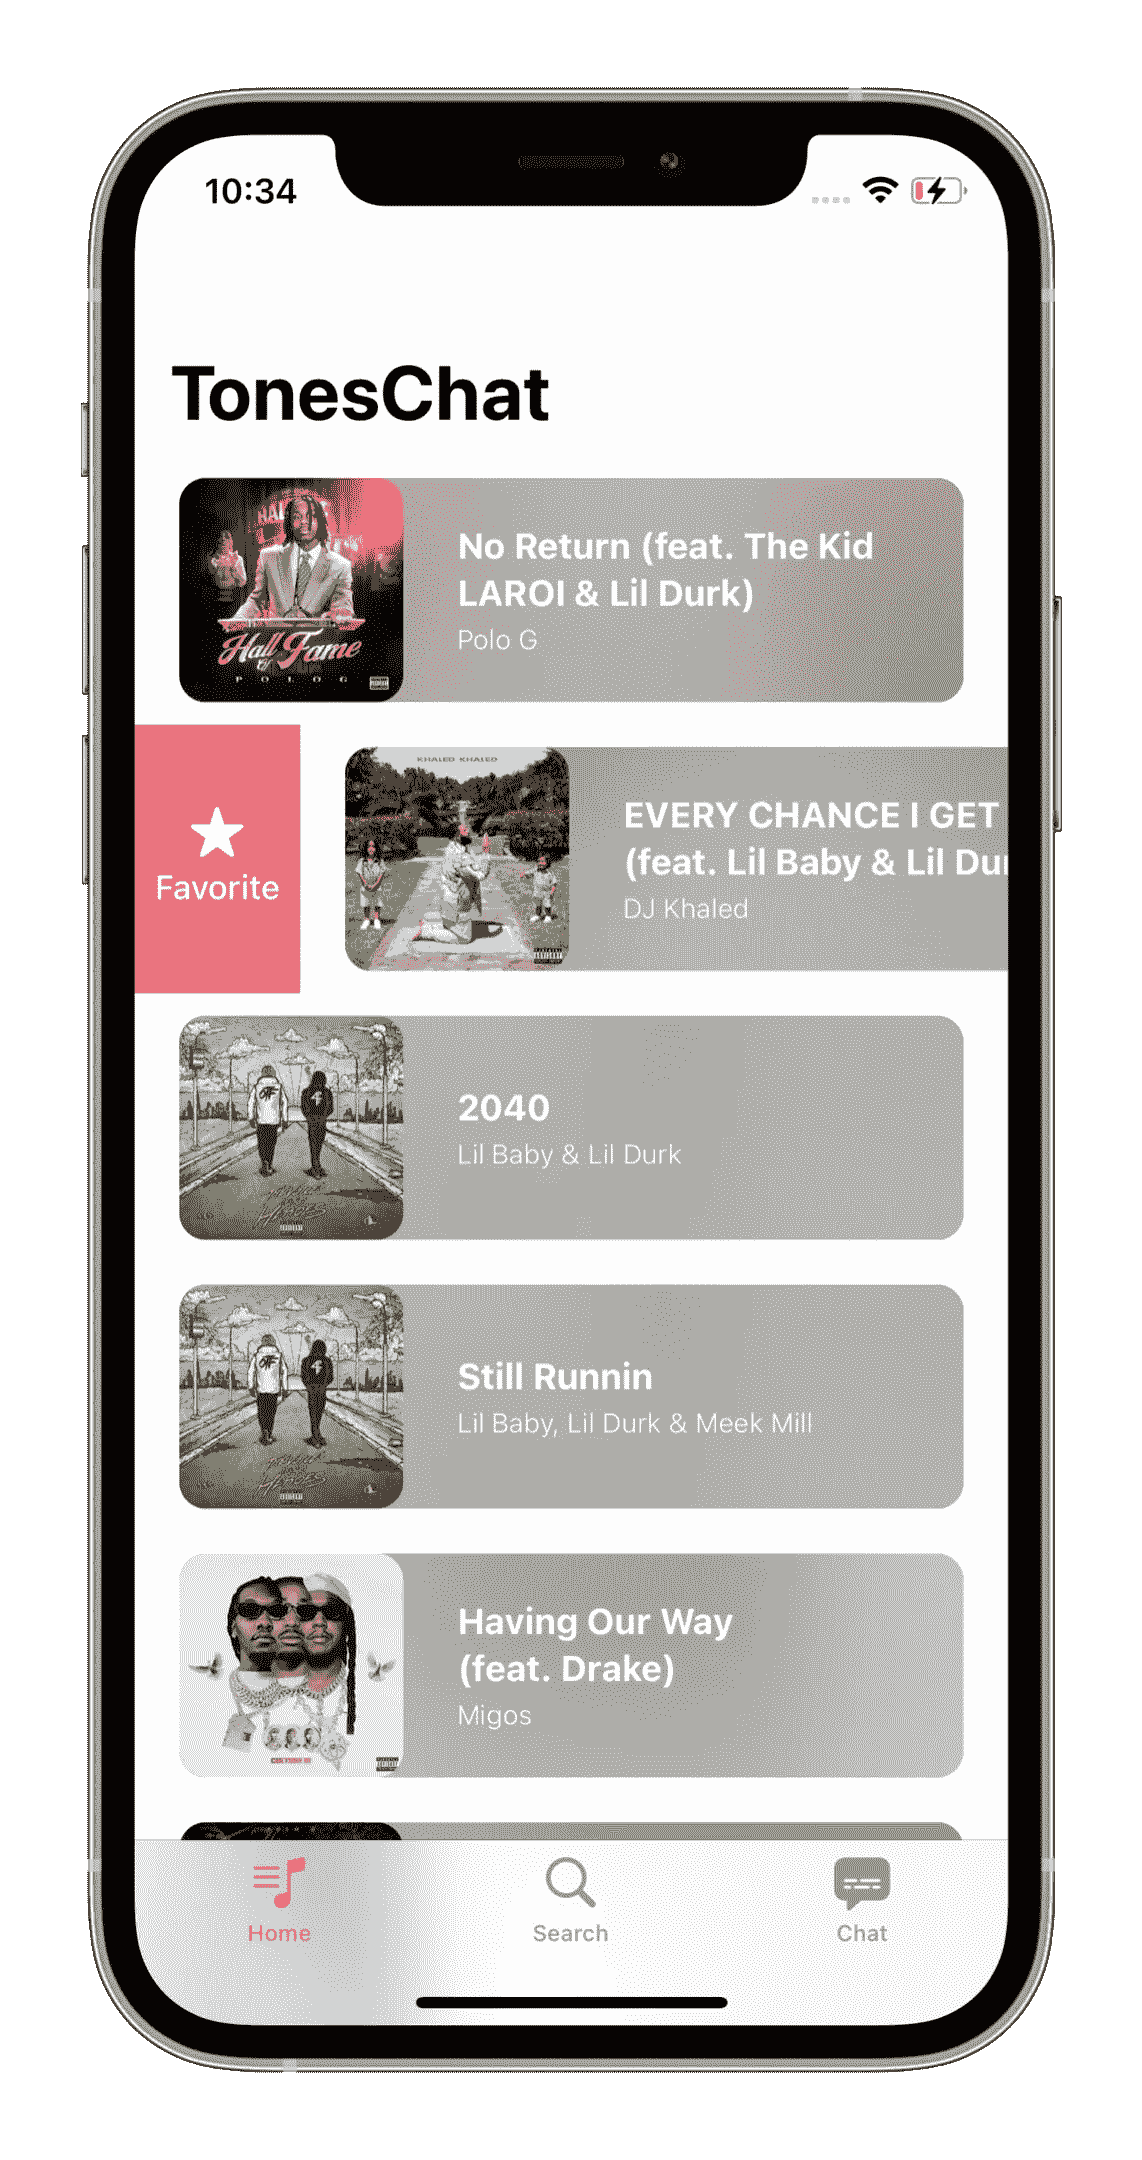 10:34
TonesChat
HAL
Hall of Fame
POLO G
No Return (feat. The Kid
LAROI & Lil Durk)
Polo G
Favorite
KHALED KHALED
EVERY CHANCE I GET
(feat. Lil Baby & Lil Dur
DJ Khaled
2040
Lil Baby & Lil Durk
Still Runnin
Lil Baby, Lil Durk & Meek Mill
Having Our Way
(feat. Drake)
Migos
Home
Search
Chat